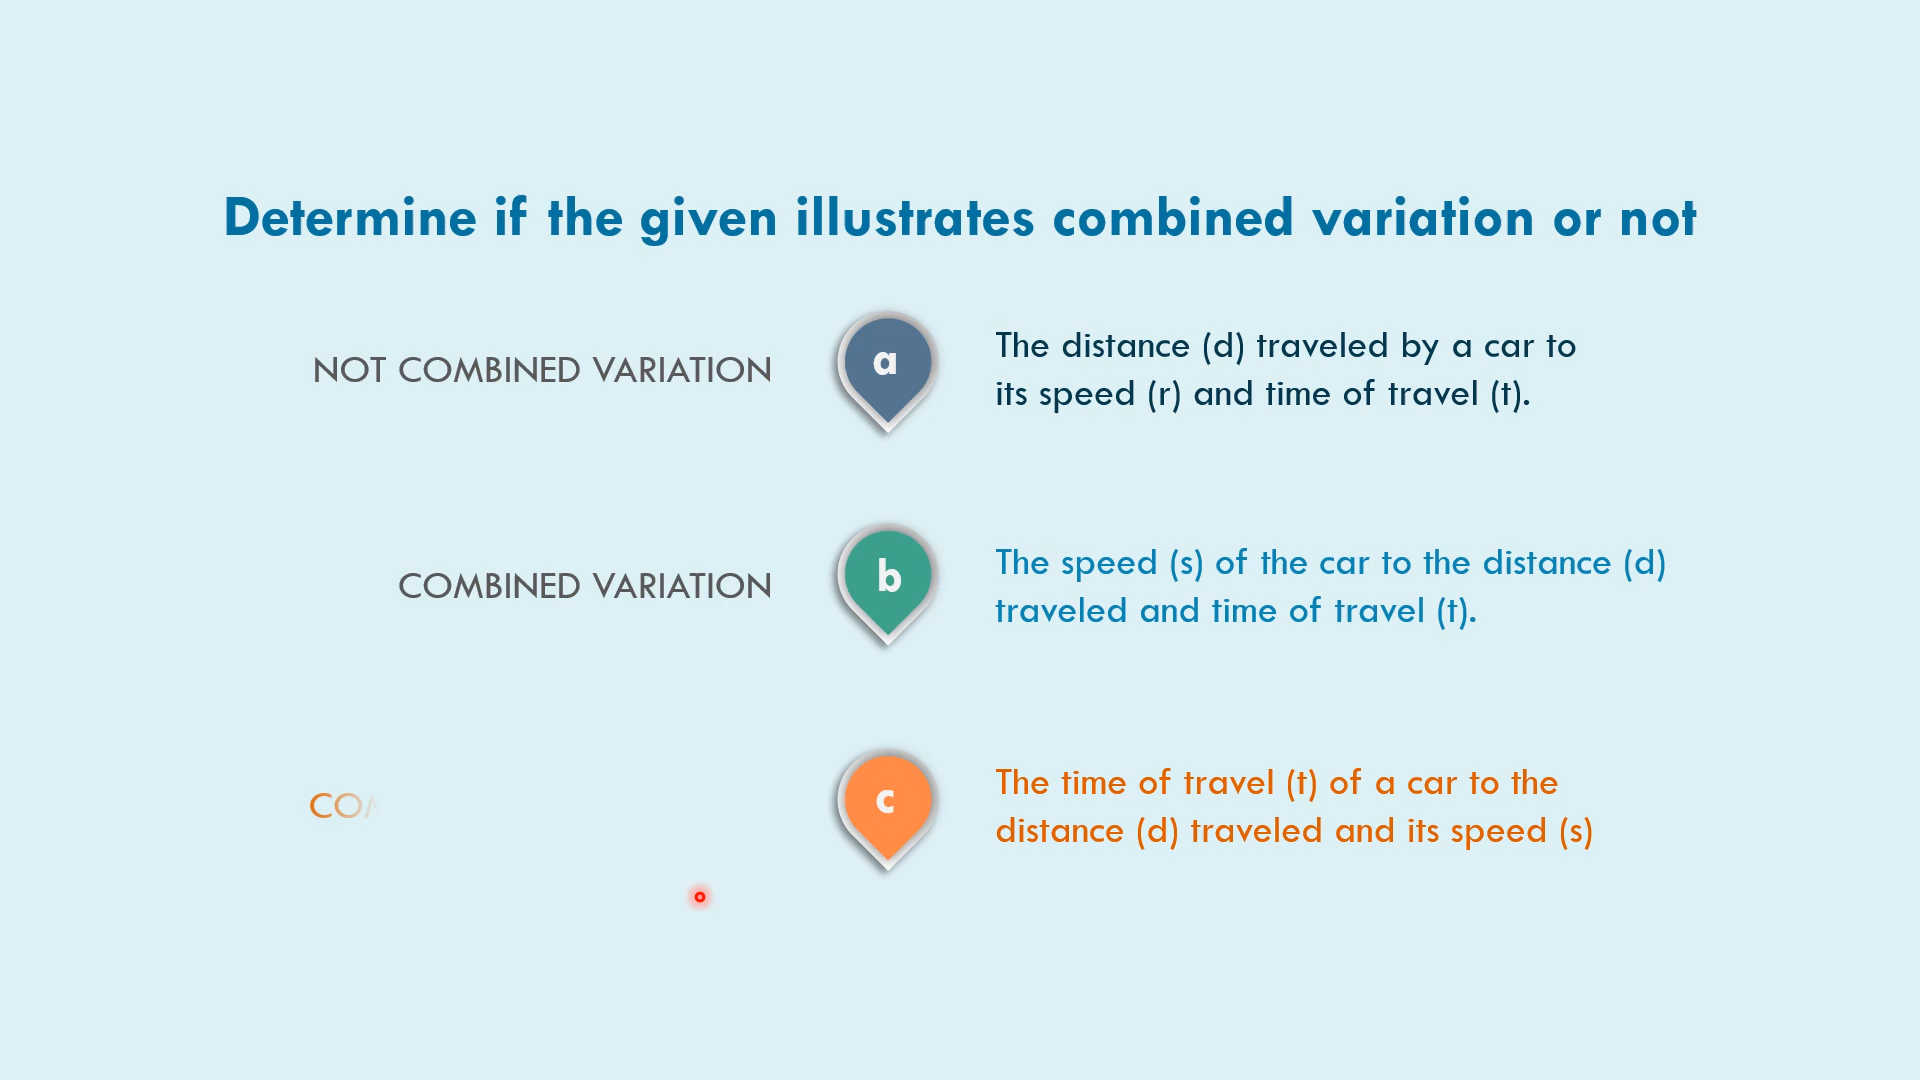 Determine if the given illustrates combined variation or not
NOT COMBINED VARIATION
a
The distance (d) traveled by a car to
its speed (r) and time of travel (t).
COMBINED VARIATION
b
The speed (s) of the car to the distance (d)
traveled and time of travel (t).
c
The time of travel (t) of a car to the
distance (d) traveled and its speed (s)